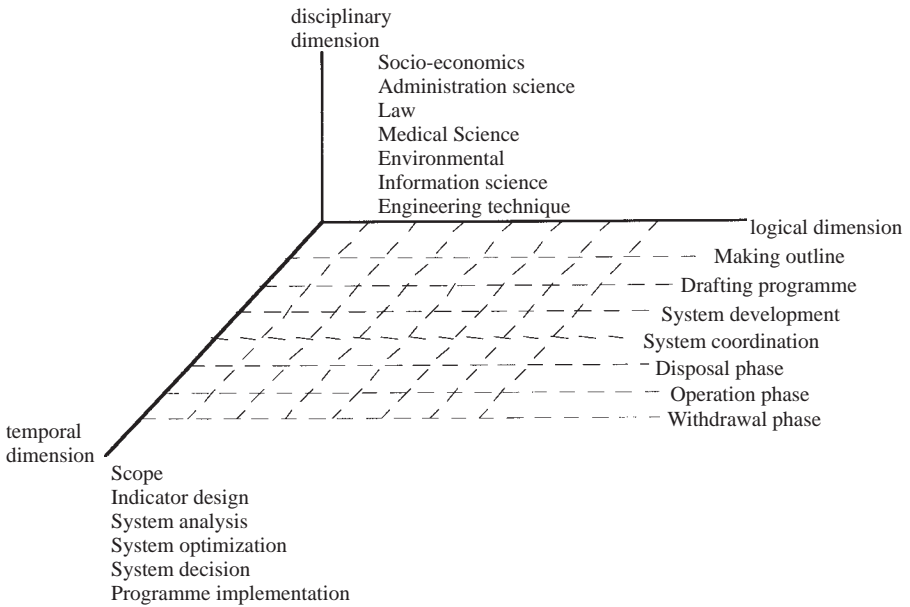 disciplinary
dimension
Socio-economics
Administration science
Law
Medical Science
Environmental
Information science
Engineering technique
logical dimension
Making outline
Drafting programme
System development
System coordination
Disposal phase
Operation phase
Withdrawal phase
temporal
dimension
Scope
Indicator design
System analysis
System optimization
System decision
Programme implementation